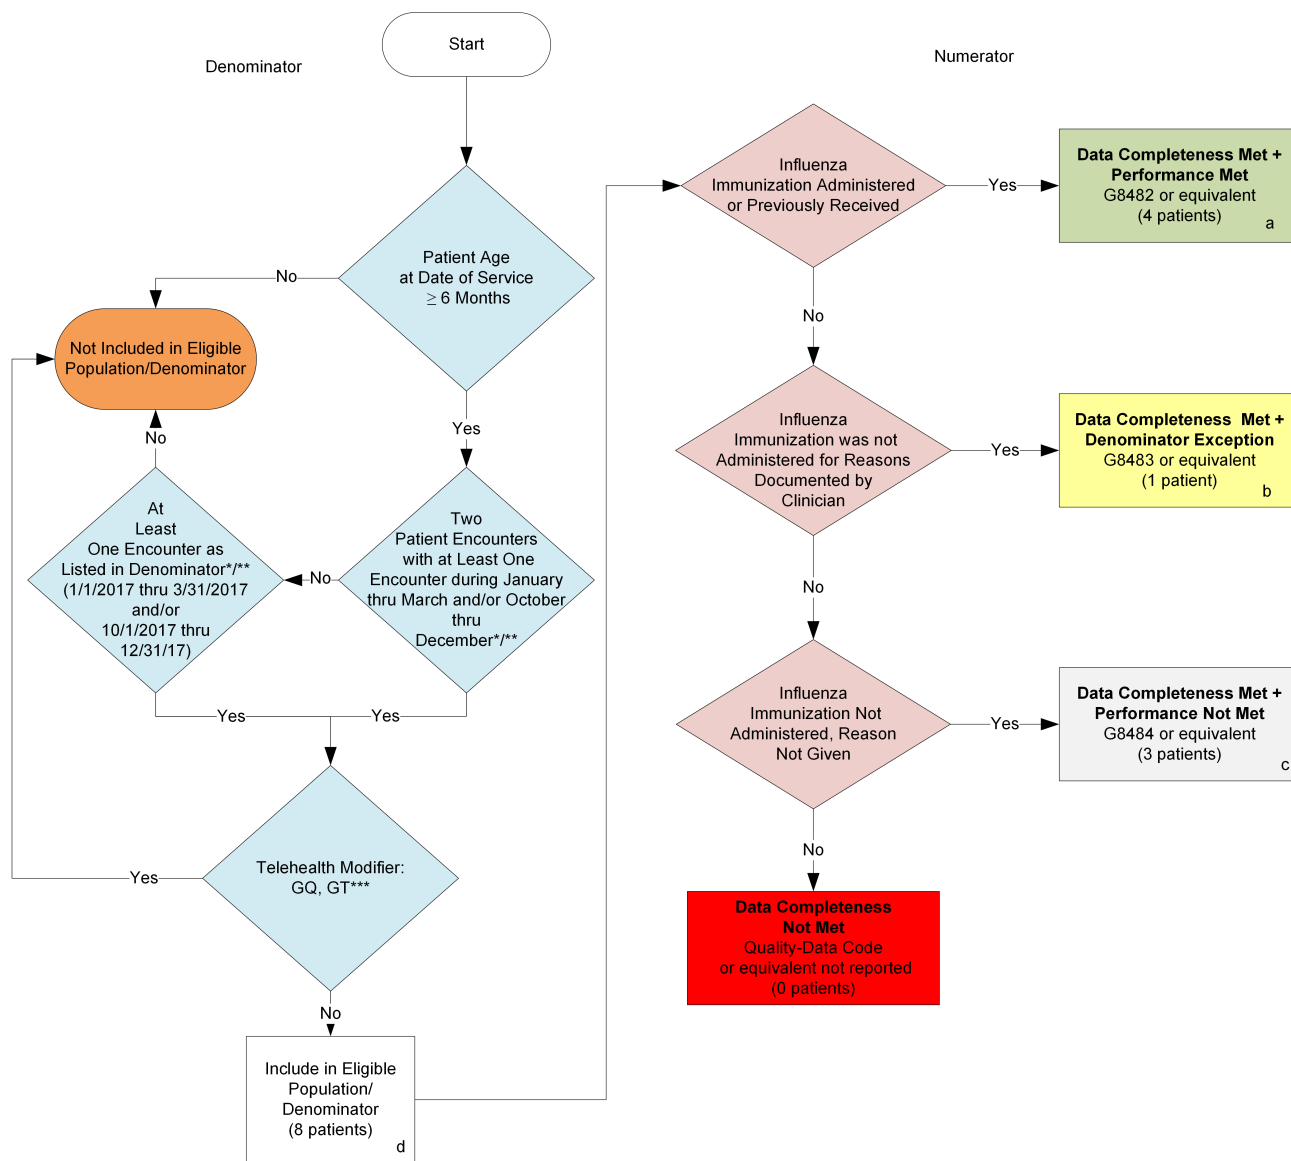 Start
Denominator
Numerator
Patient Age
at Date of Service
≥ 6 Months
No
Yes
Not Included in Eligible
Population/Denominator
No
At
Least
One Encounter as
Listed in Denominator*/**
(1/1/2017 thru 3/31/2017
and/or
10/1/2017 thru
12/31/17)
No
Two
Patient Encounters
with at Least One
Encounter during January
thru March and/or October
thru
December*/**
Yes
Yes
Telehealth Modifier:
GQ, GT***
Yes
No
Include in Eligible
Population/
Denominator
(8 patients)
d
Influenza
Immunization Administered
or Previously Received
Yes
Data Completeness Met +
Performance Met
G8482 or equivalent
(4 patients)
a
No
Influenza
Immunization was not
Administered for Reasons
Documented by
Clinician
Yes
Data Completeness Met +
Denominator Exception
G8483 or equivalent
(1 patient)
b
No
Influenza
Immunization Not
Administered, Reason
Not Given
Yes
Data Completeness Met +
Performance Not Met
G8484 or equivalent
(3 patients)
c
No
Data Completeness
Not Met
Quality-Data Code
or equivalent not reported
(0 patients)